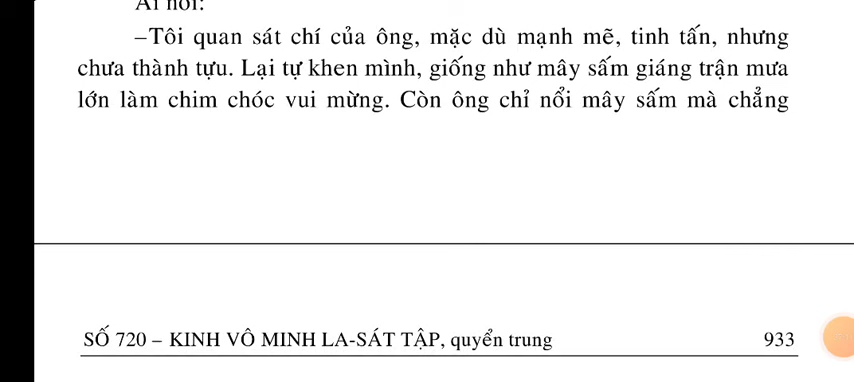 Ái nói:
–Tôi quan sát chí của ông, mặc dù mạnh mẽ, tinh tấn, nhưng
chưa thành tựu. Lại tự khen mình, giống như mây sấm giáng trận mưa
lớn làm chim chóc vui mừng. Còn ông chỉ nổi mây sấm mà chẳng
SỐ 720 – KINH VÔ MINH LA-SÁT TẬP, quyển trung 933